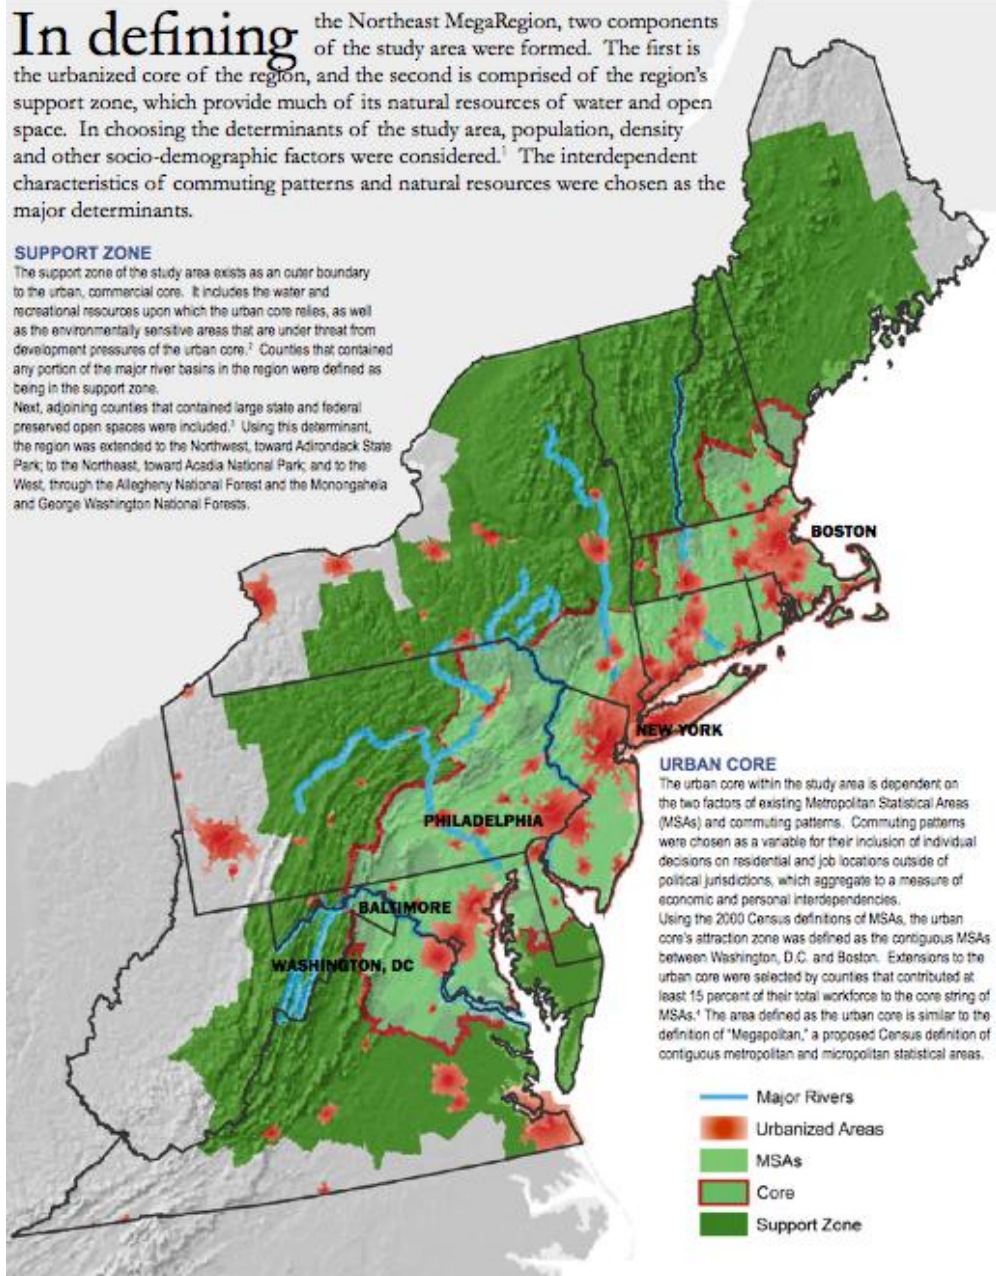 In defining the Northeast MegaRegion, two components
of the study area were formed. The first is
the urbanized core of the region, and the second is comprised of the region's
support zone, which provide much of its natural resources of water and open
space. In choosing the determinants of the study area, population, density
and other socio-demographic factors were considered.¹ The interdependent
characteristics of commuting patterns and natural resources were chosen as the
major determinants.
SUPPORT ZONE
The support zone of the study area exists as an outer boundary
to the urban, commercial core. It includes the water and
recreational resources upon which the urban core relies, as well
as the environmentally sensitive areas that are under threat from
development pressures of the urban core.² Counties that contained
any portion of the major river basins in the region were defined as
being in the support zone.
Next, adjoining counties that contained large state and federal
preserved open spaces were included.³ Using this determinant,
the region was extended to the Northwest, toward Adirondack State
Park; to the Northeast, toward Acadia National Park; and to the
West, through the Allegheny National Forest and the Monongahela
and George Washington National Forests.
BOSTON
NEW YORK
PHILADELPHIA
BALTIMORE
WASHINGTON, DC
URBAN CORE
The urban core within the study area is dependent on
the two factors of existing Metropolitan Statistical Areas
(MSAs) and commuting patterns. Commuting patterns
were chosen as a variable for their inclusion of individual
decisions on residential and job locations outside of
political jurisdictions, which aggregate to a measure of
economic and personal interdependencies.
Using the 2000 Census definitions of MSAs, the urban
core's attraction zone was defined as the contiguous MSAs
between Washington, D.C. and Boston. Extensions to the
urban core were selected by counties that contributed at
least 15 percent of their total workforce to the core string of
MSAs.⁴ The area defined as the urban core is similar to the
definition of "Megapolitan," a proposed Census definition of
contiguous metropolitan and micropolitan statistical areas.
Major Rivers
Urbanized Areas
MSAs
Core
Support Zone